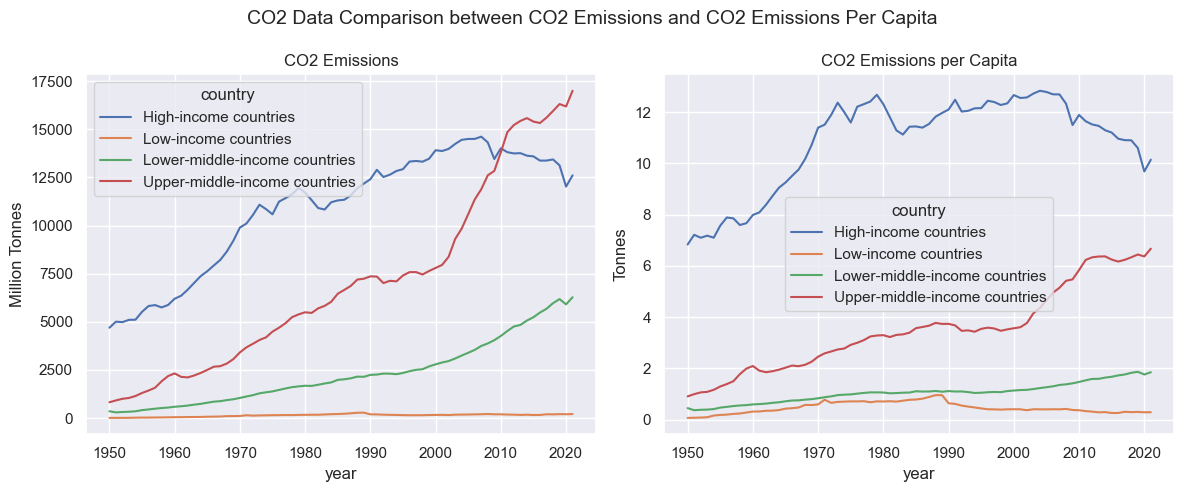 CO2 Data Comparison between CO2 Emissions and CO2 Emissions Per Capita
CO2 Emissions
17500
15000
12500
10000
7500
5000
2500
0
Million Tonnes
country
High-income countries
Low-income countries
Lower-middle-income countries
Upper-middle-income countries
1950 1960 1970 1980 1990 2000 2010 2020
year
CO2 Emissions per Capita
12
10
8
6
4
2
0
Tonnes
country
High-income countries
Low-income countries
Lower-middle-income countries
Upper-middle-income countries
1950 1960 1970 1980 1990 2000 2010 2020
year